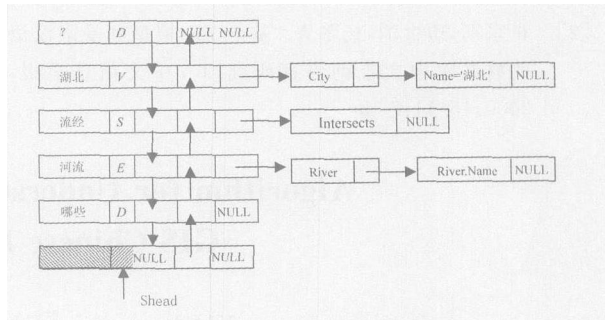 ? D NULL NULL
湖北 V City Name='湖北' NULL
流经 S Intersects NULL
河流 E River River.Name NULL
哪些 D NULL
NULL NULL
Shead